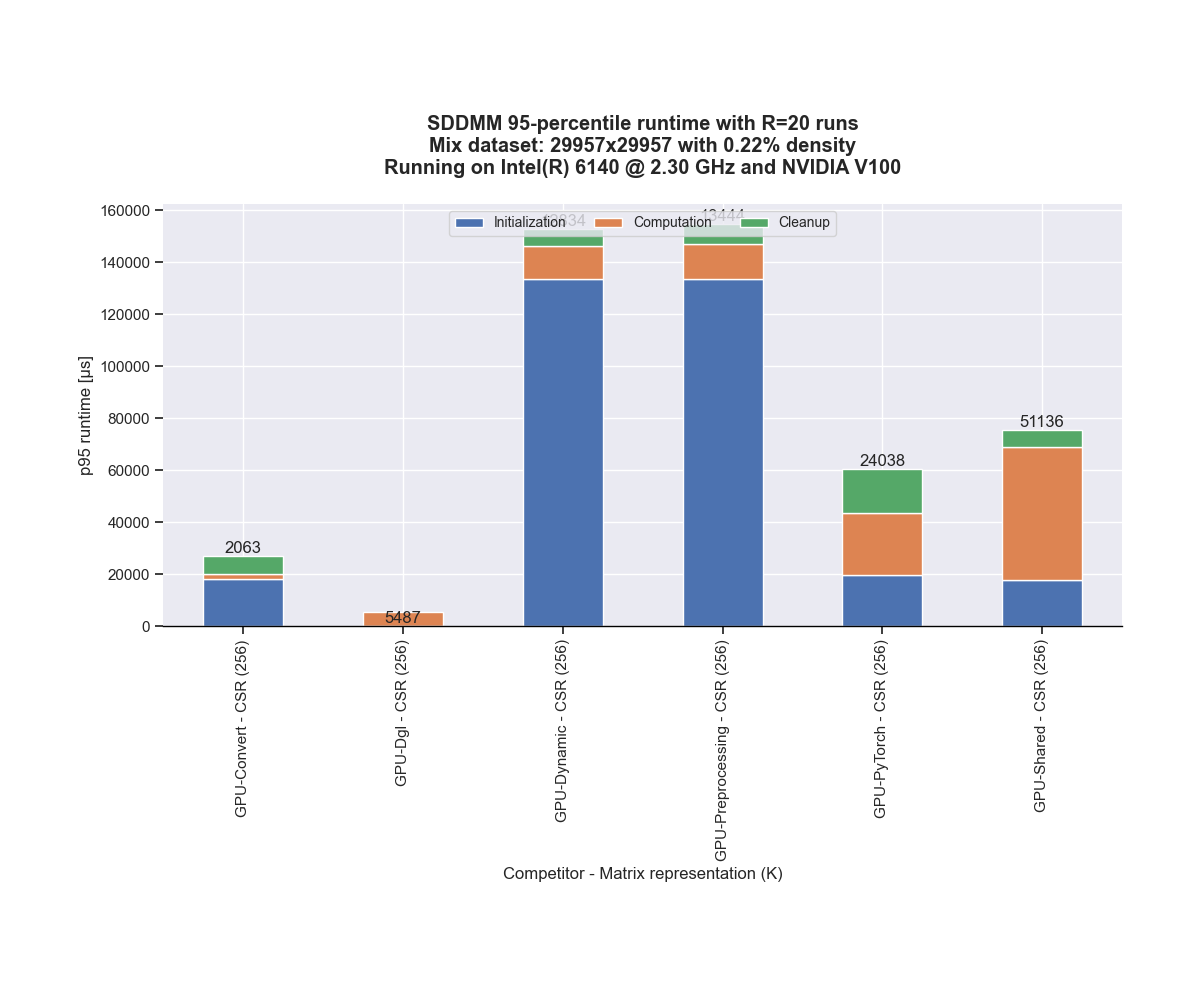 SDDMM 95-percentile runtime with R=20 runs
Mix dataset: 29957x29957 with 0.22% density
Running on Intel(R) 6140 @ 2.30 GHz and NVIDIA V100
Initialization
Computation
Cleanup
13444
160000
140000
120000
100000
80000
60000
40000
20000
0
p95 runtime [µs]
2063
5487
24038
51136
GPU-Convert - CSR (256)
GPU-Dgl - CSR (256)
GPU-Dynamic - CSR (256)
GPU-Preprocessing - CSR (256)
GPU-PyTorch - CSR (256)
GPU-Shared - CSR (256)
Competitor - Matrix representation (K)